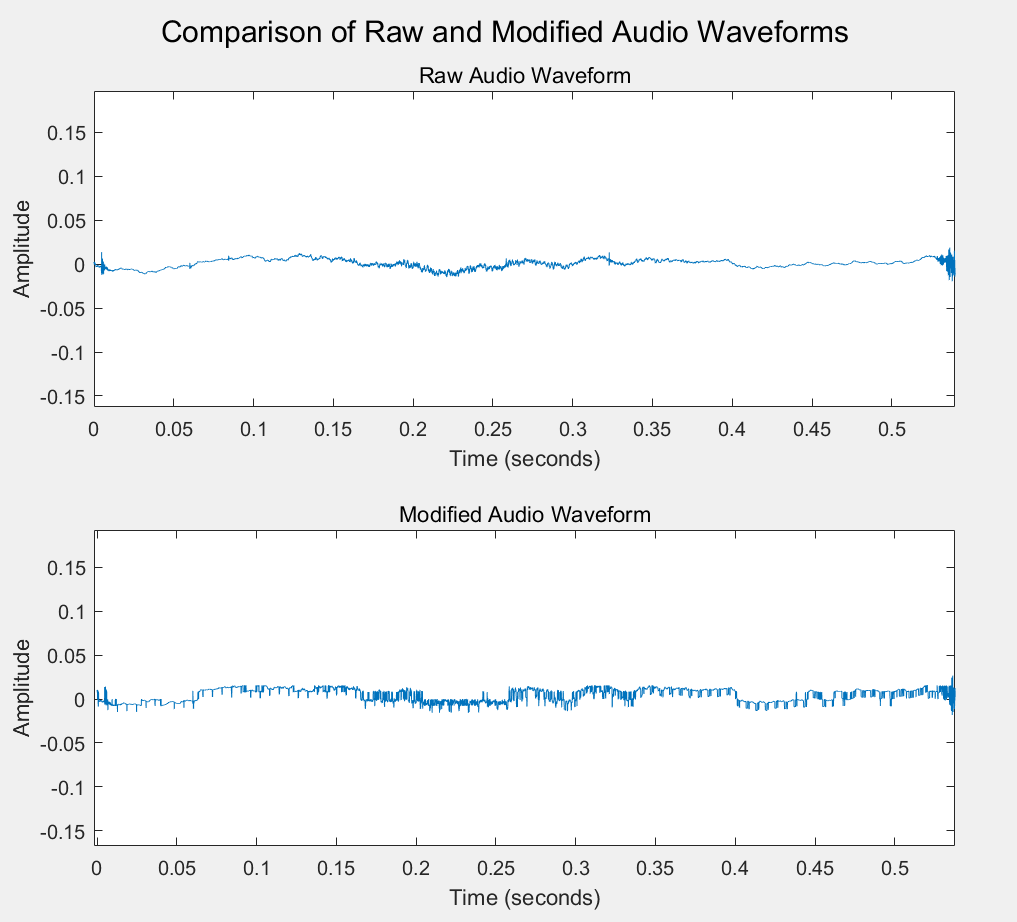 Comparison of Raw and Modified Audio Waveforms
Raw Audio Waveform
0.15
0.1
0.05
0
-0.05
-0.1
-0.15
Amplitude
0 0.05 0.1 0.15 0.2 0.25 0.3 0.35 0.4 0.45 0.5
Time (seconds)
Modified Audio Waveform
0.15
0.1
0.05
0
-0.05
-0.1
-0.15
Amplitude
0 0.05 0.1 0.15 0.2 0.25 0.3 0.35 0.4 0.45 0.5
Time (seconds)